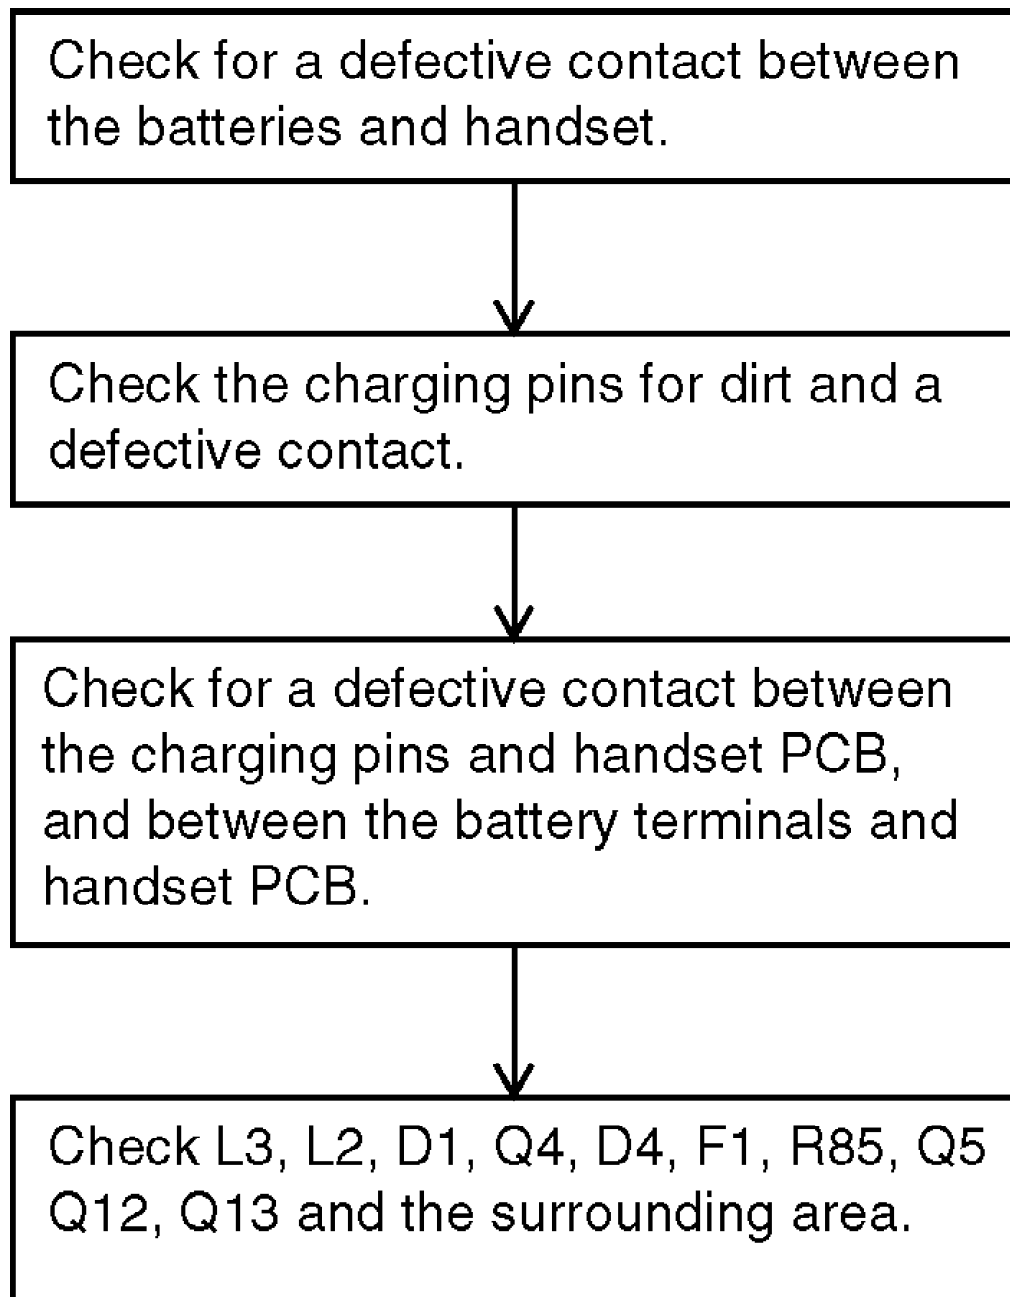 Check for a defective contact between
the batteries and handset.
Check the charging pins for dirt and a
defective contact.
Check for a defective contact between
the charging pins and handset PCB,
and between the battery terminals and
handset PCB.
Check L3, L2, D1, Q4, D4, F1, R85, Q5
Q12, Q13 and the surrounding area.